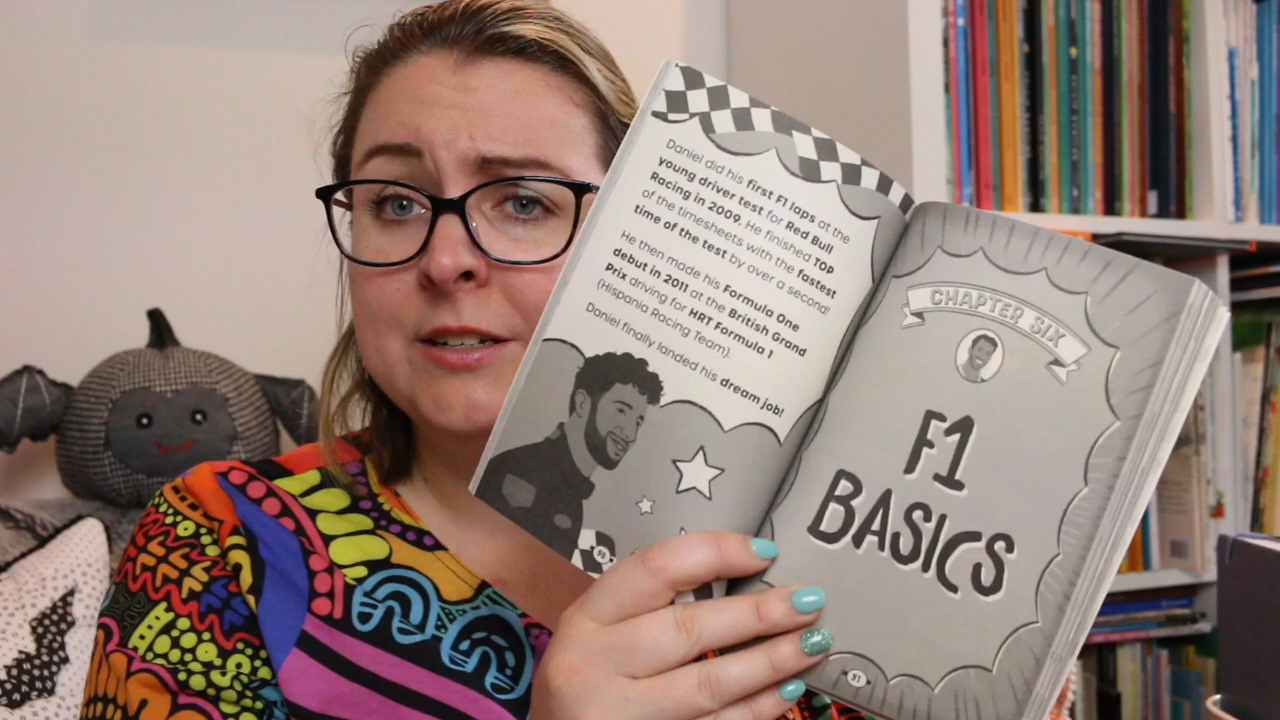 Daniel did his first F1 laps at the
young driver test for Red Bull
Racing in 2009. He finished TOP
of the timesheets with the fastest
time of the test by over a second!
He then made his Formula One
debut in 2011 at the British Grand
Prix driving for HRT Formula 1
(Hispania Racing Team).
Daniel finally landed his dream job!
50
CHAPTER SIX
F1
BASICS
51